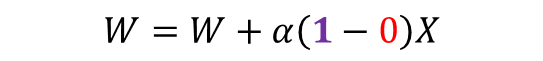 W = W + α(1 − 0)X